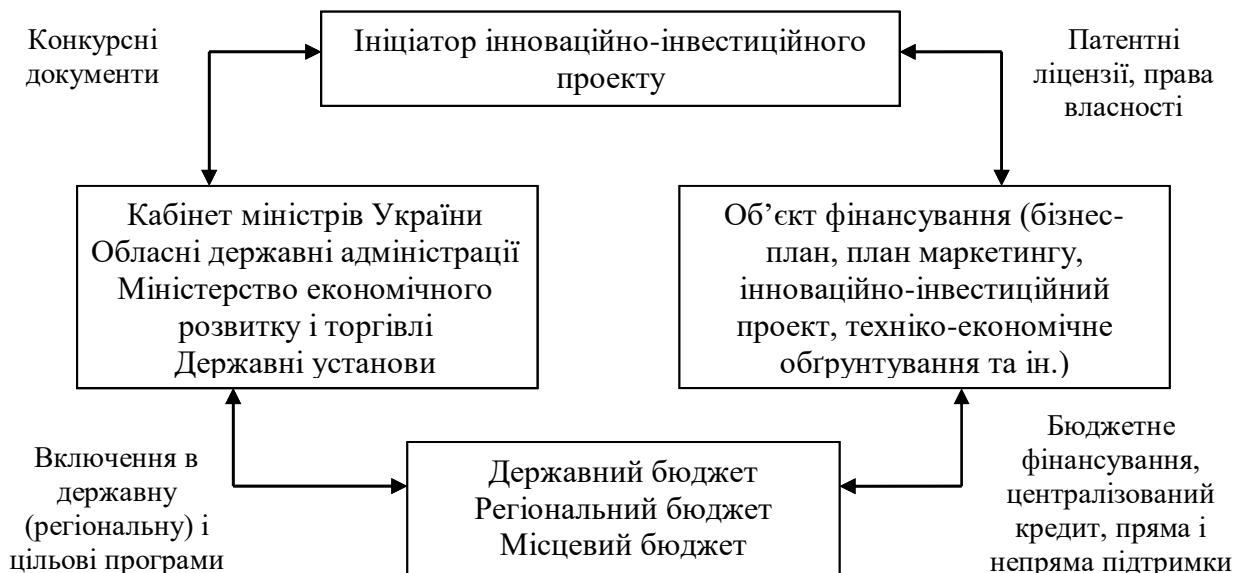 Конкурсні
документи
Ініціатор інноваційно-інвестиційного
проекту
Патентні
ліцензії, права
власності
Кабінет міністрів України
Обласні державні адміністрації
Міністерство економічного
розвитку і торгівлі
Державні установи
Об’єкт фінансування (бізнес-
план, план маркетингу,
інноваційно-інвестиційний
проект, техніко-економічне
обґрунтування та ін.)
Включення в
державну
(регіональну) і
цільові програми
Державний бюджет
Регіональний бюджет
Місцевий бюджет
Бюджетне
фінансування,
централізований
кредит, пряма і
непряма підтримки